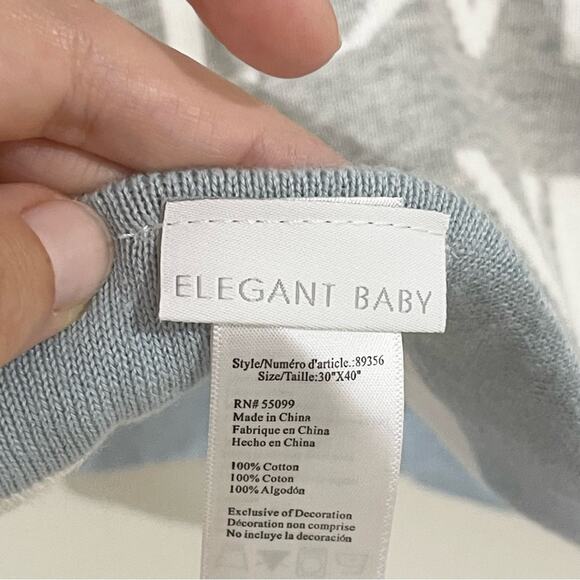 ELEGANT BABY
Style/Numéro d'article.:89356
Size/Taille:30"X40"
RN# 55099
Made in China
Fabrique en China
Hecho en China
100% Cotton
100% Coton
100% Algodón
Exclusive of Decoration
Décoration non comprise
No incluye la decoración